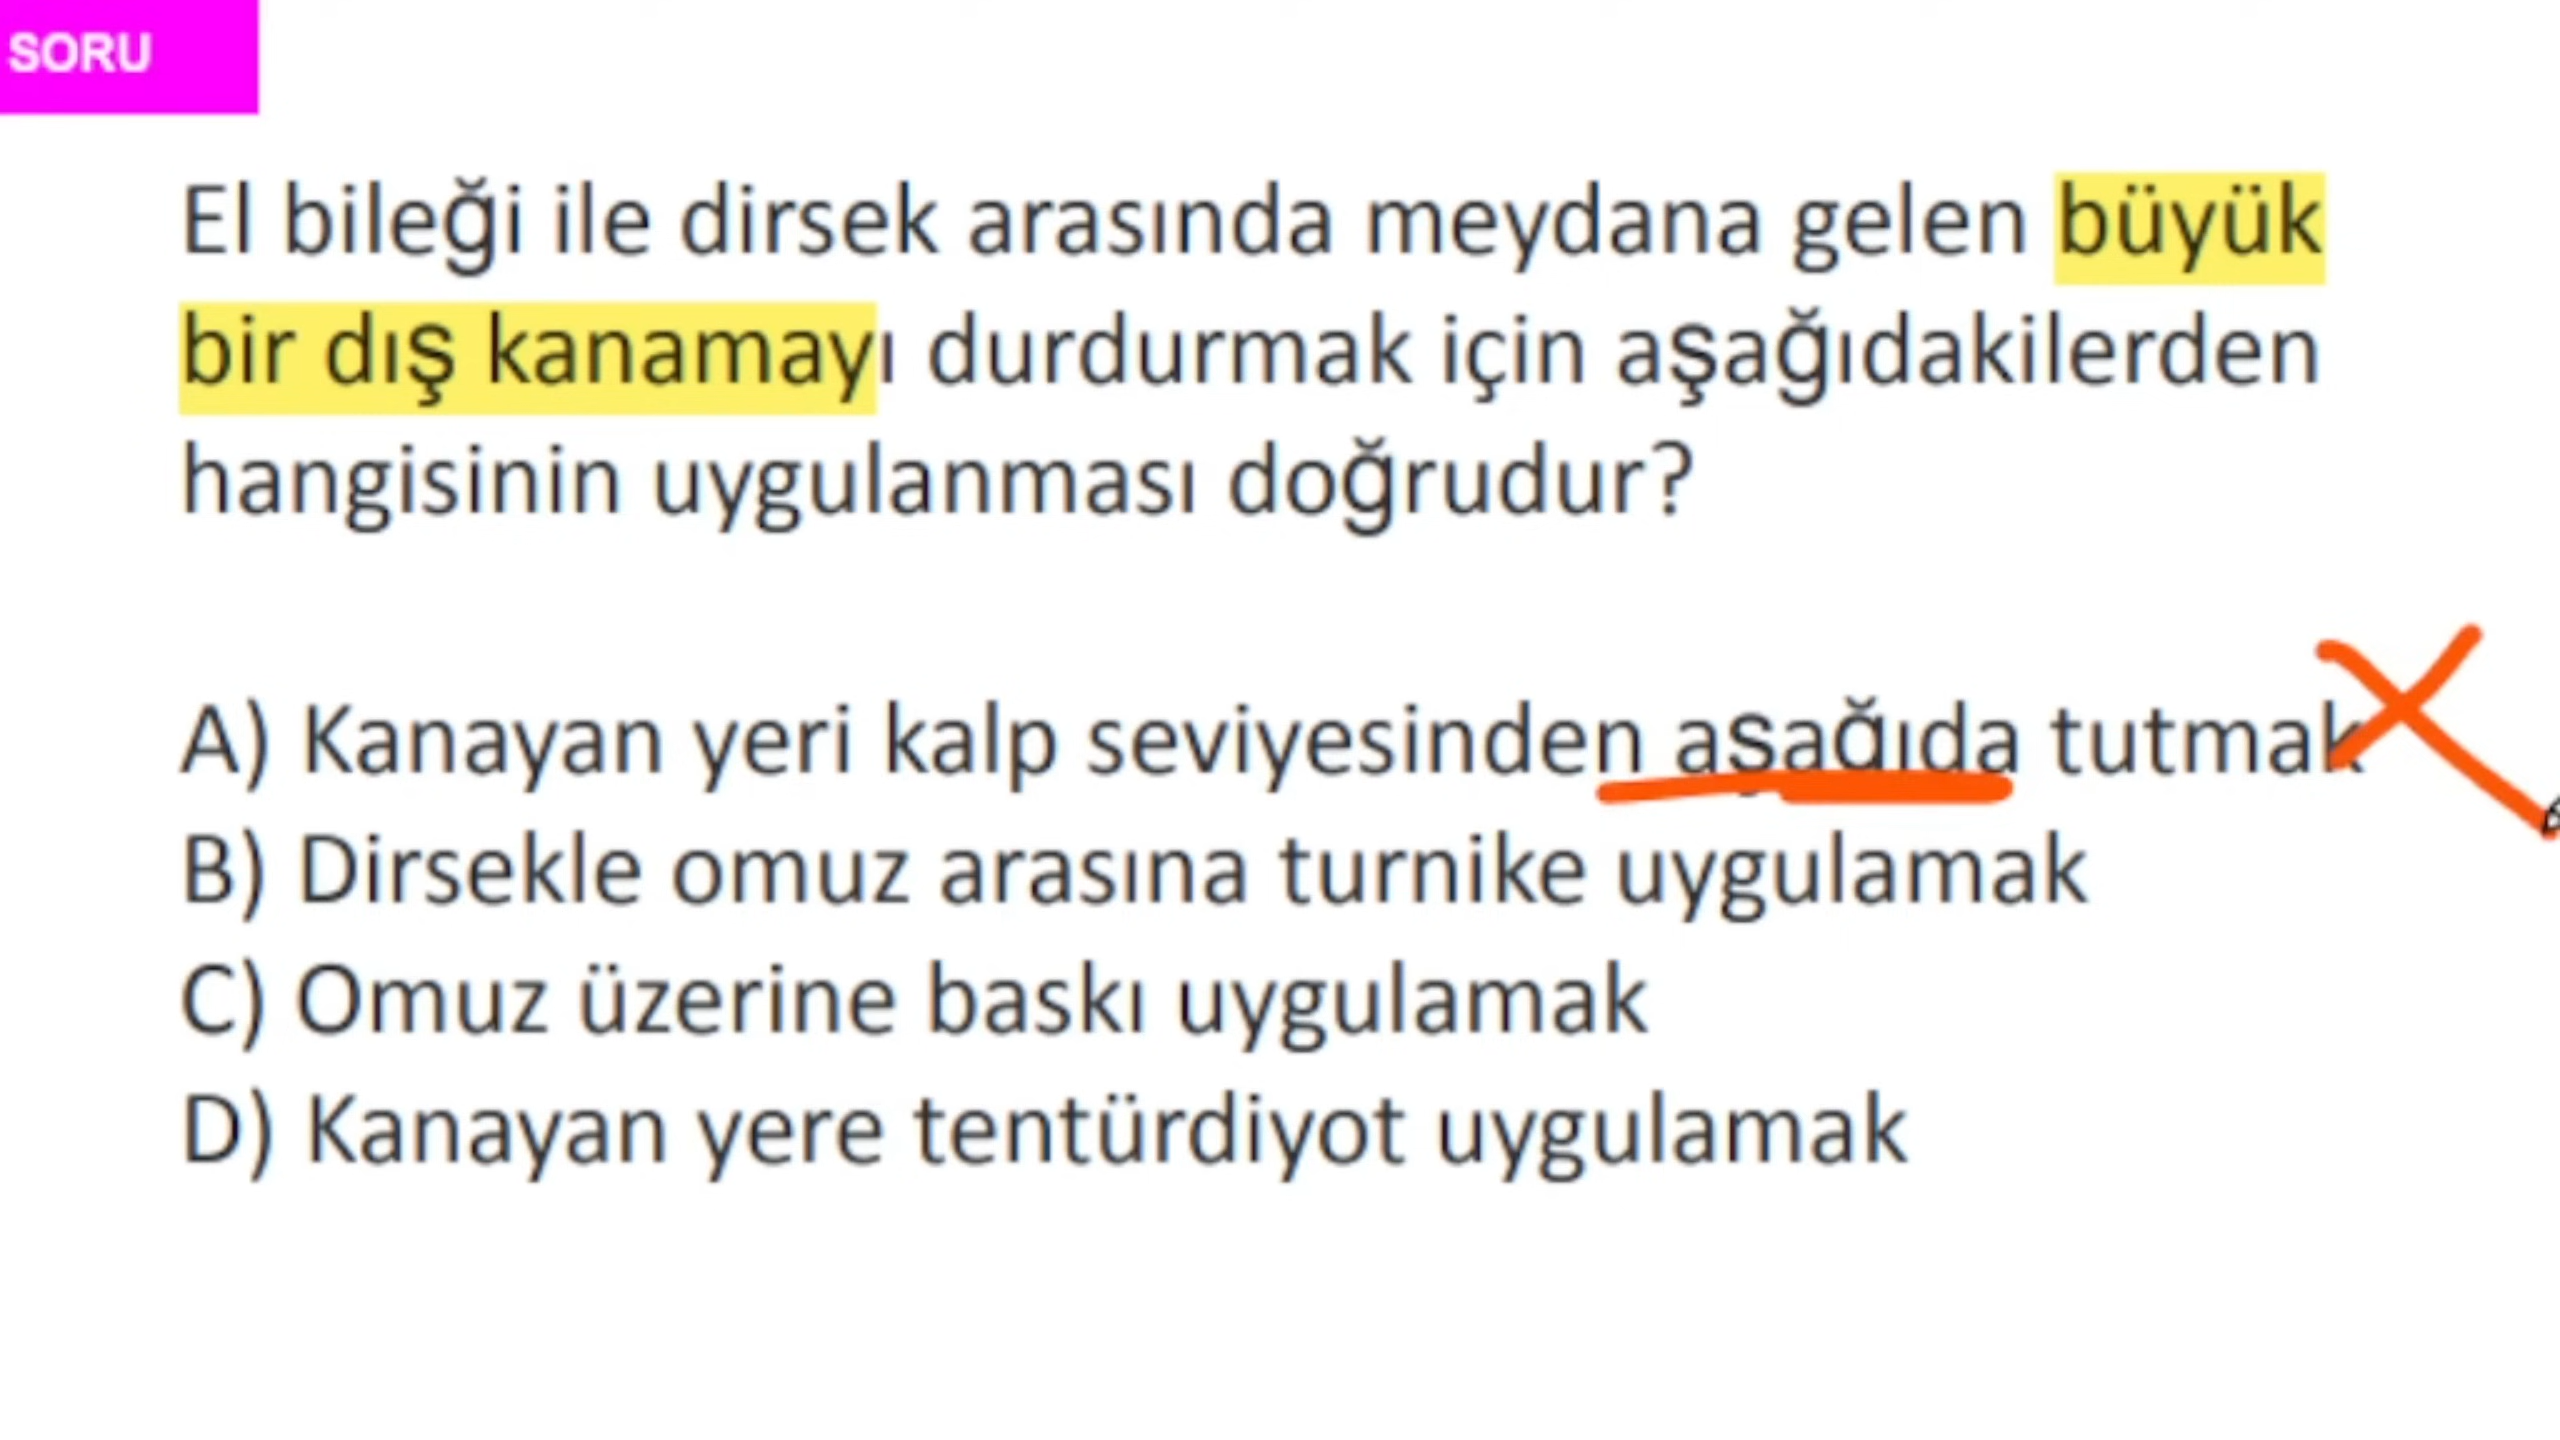 SORU
El bileği ile dirsek arasında meydana gelen büyük
bir dış kanamayı durdurmak için aşağıdakilerden
hangisinin uygulanması doğrudur?
A) Kanayan yeri kalp seviyesinden aşağıda tutmak
B) Dirsekle omuz arasına turnike uygulamak
C) Omuz üzerine baskı uygulamak
D) Kanayan yere tentürdiyot uygulamak